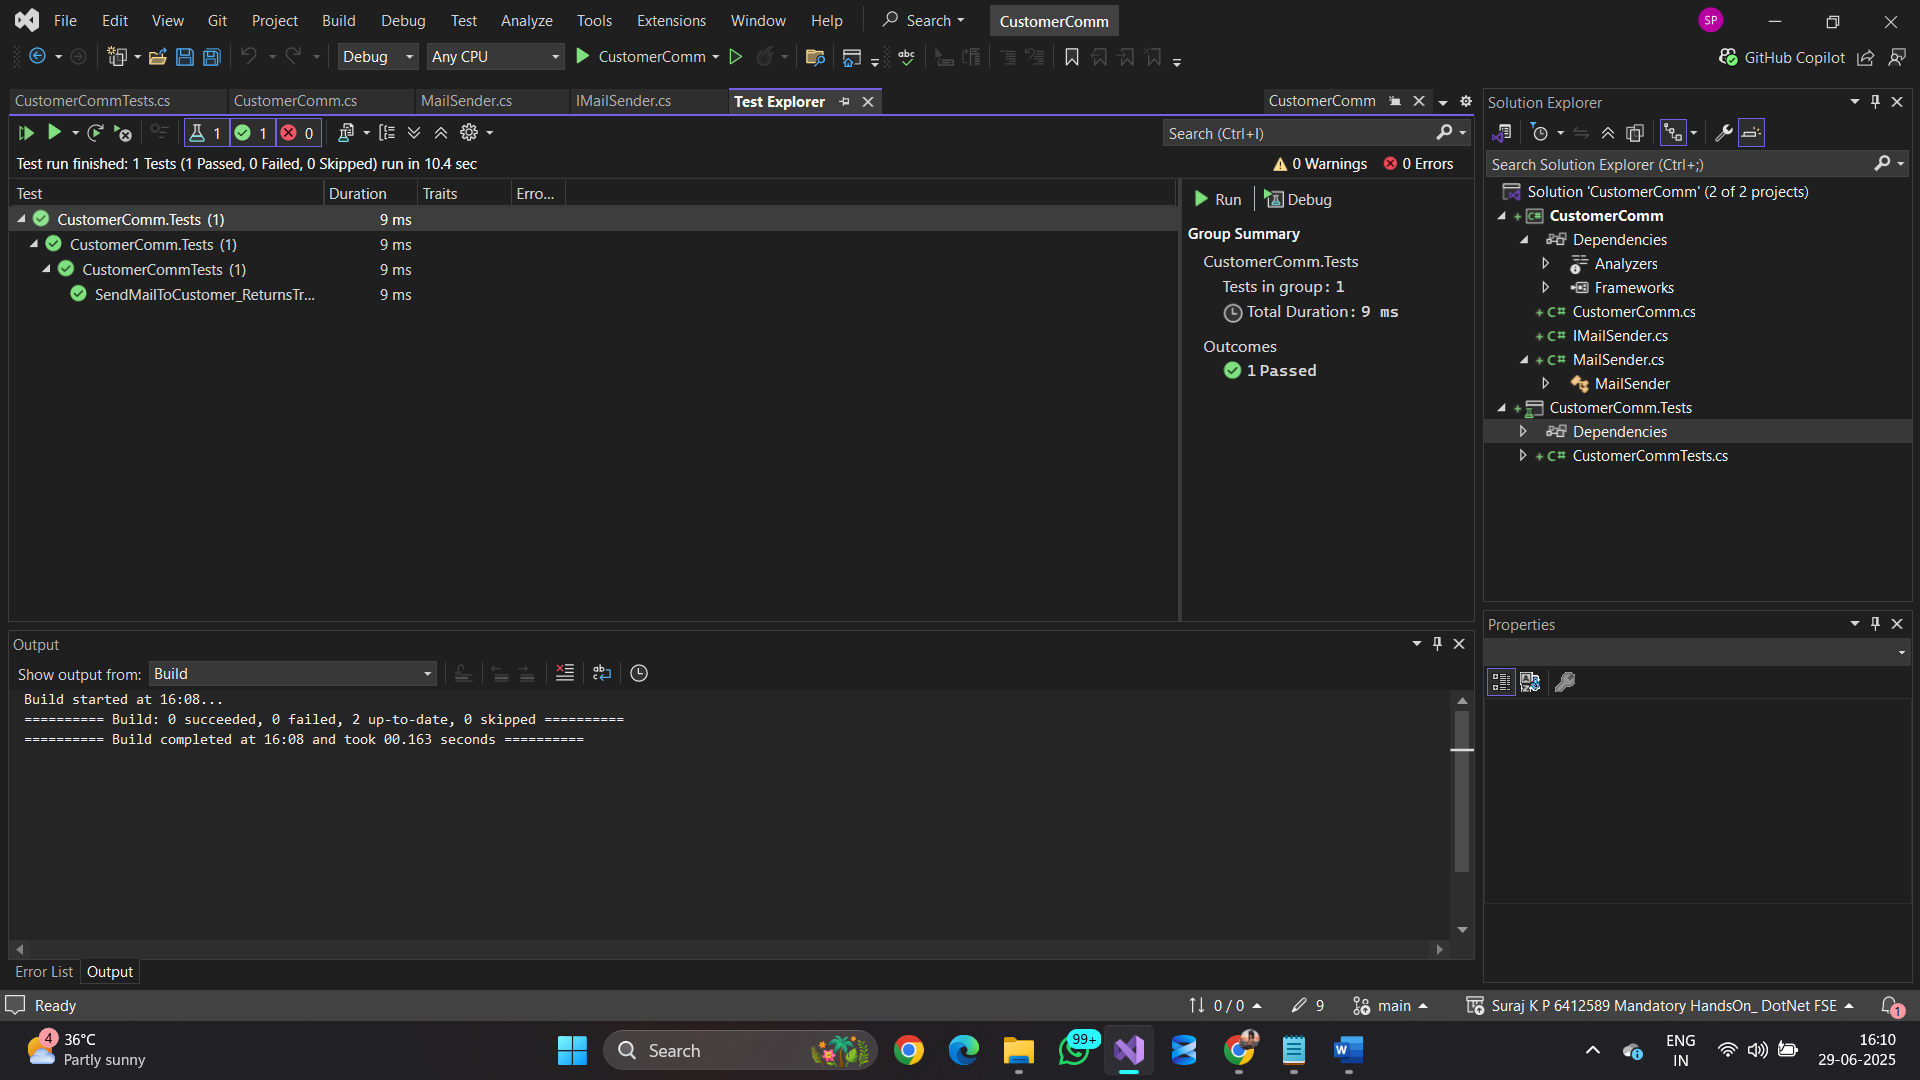 File Edit View Git Project Build Debug Test Analyze Tools Extensions Window Help Search CustomerComm SP
Debug Any CPU CustomerComm GitHub Copilot
CustomerCommTests.cs CustomerComm.cs MailSender.cs IMailSender.cs Test Explorer CustomerComm
1 1 0 Search (Ctrl+I)
Test run finished: 1 Tests (1 Passed, 0 Failed, 0 Skipped) run in 10.4 sec 0 Warnings 0 Errors
Test Duration Traits Erro...
CustomerComm.Tests (1) 9 ms
CustomerComm.Tests (1) 9 ms
CustomerCommTests (1) 9 ms
SendMailToCustomer_ReturnsTr... 9 ms
Run Debug
Group Summary
CustomerComm.Tests
Tests in group: 1
Total Duration: 9 ms
Outcomes
1 Passed
Solution Explorer
Search Solution Explorer (Ctrl+;)
Solution 'CustomerComm' (2 of 2 projects)
CustomerComm
Dependencies
Analyzers
Frameworks
C# CustomerComm.cs
C# IMailSender.cs
C# MailSender.cs
MailSender
CustomerComm.Tests
Dependencies
C# CustomerCommTests.cs
Properties
Output
Show output from: Build
Build started at 16:08...
========== Build: 0 succeeded, 0 failed, 2 up-to-date, 0 skipped ==========
========== Build completed at 16:08 and took 00.163 seconds ==========
Error List Output
Ready 0 / 0 9 main Suraj K P 6412589 Mandatory HandsOn_ DotNet FSE 1
4 36°C
Partly sunny
Search
99+
ENG
IN
16:10
29-06-2025